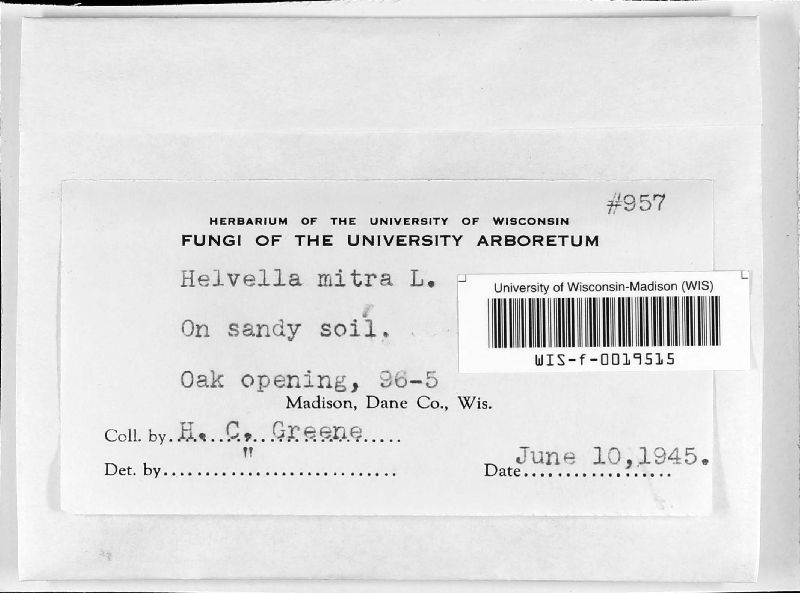 #957
HERBARIUM OF THE UNIVERSITY OF WISCONSIN
FUNGI OF THE UNIVERSITY ARBORETUM
Helvella mitra L.
University of Wisconsin-Madison (WIS)
On sandy soil.
WIS-f-0019515
Oak opening, 96-5
Madison, Dane Co., Wis.
Coll. by. H. C. Greene
Det. by " Date June 10, 1945.